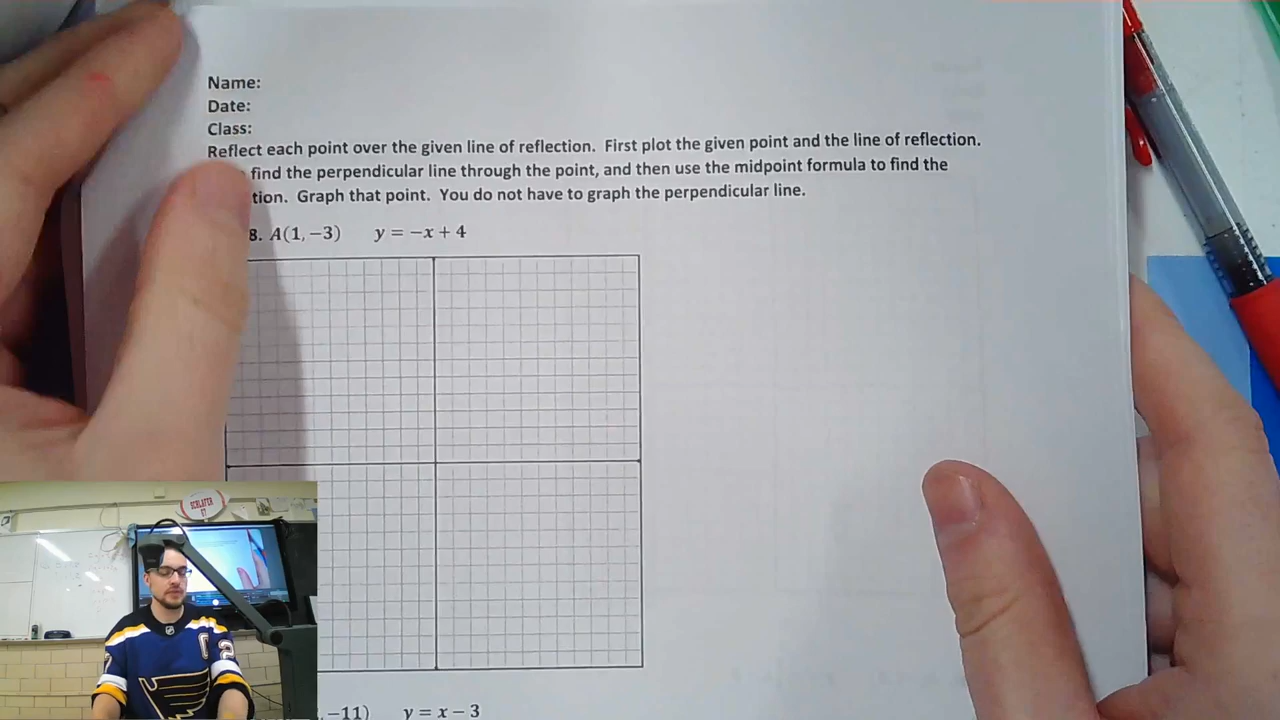 Name:
Date:
Class:
Reflect each point over the given line of reflection. First plot the given point and the line of reflection.
find the perpendicular line through the point, and then use the midpoint formula to find the
tion. Graph that point. You do not have to graph the perpendicular line.
8. A(1, −3) y = −x + 4
−11) y = x − 3
SCHLATER